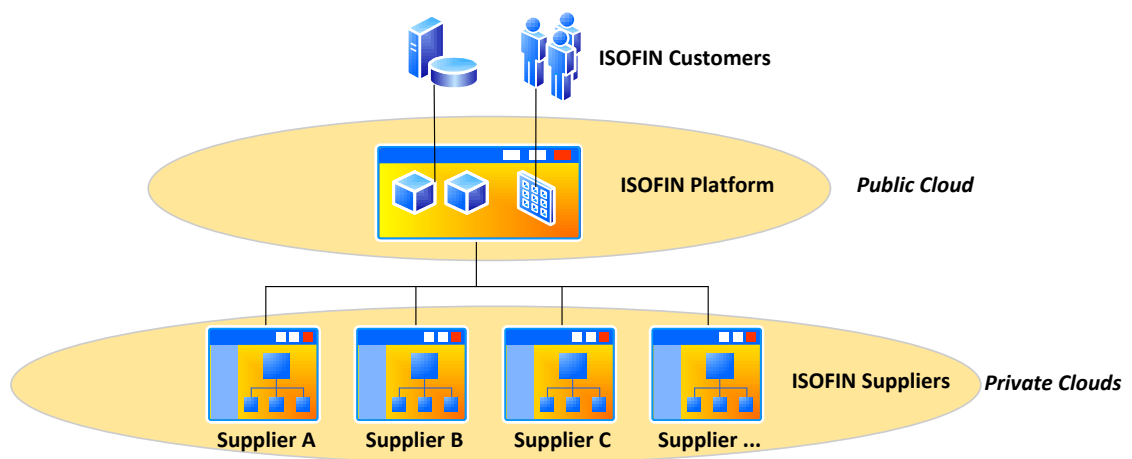 ISOFIN Customers
ISOFIN Platform
Public Cloud
ISOFIN Suppliers
Private Clouds
Supplier A
Supplier B
Supplier C
Supplier ...